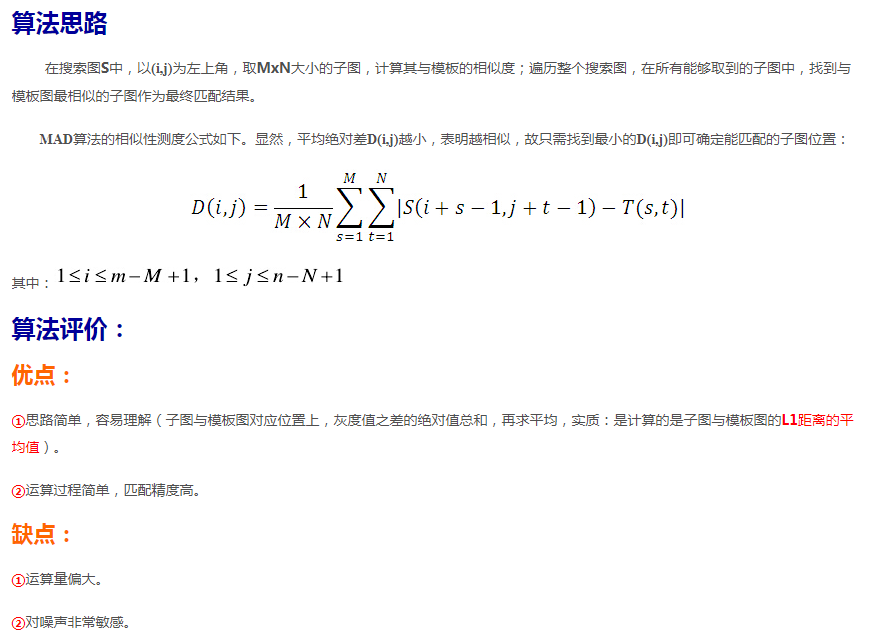 算法思路
在搜索图S中，以(i,j)为左上角，取MxN大小的子图，计算其与模板的相似度；遍历整个搜索图，在所有能够取到的子图中，找到与
模板图最相似的子图作为最终匹配结果。
MAD算法的相似性测度公式如下。显然，平均绝对差D(i,j)越小，表明越相似，故只需找到最小的D(i,j)即可确定能匹配的子图位置：
D(i,j) = \frac{1}{M × N} \sum_{s=1}^{M} \sum_{t=1}^{N} |S(i + s − 1, j + t − 1) − T(s,t)|
其中：1 ≤ i ≤ m − M + 1，1 ≤ j ≤ n − N + 1
算法评价：
优点：
①思路简单，容易理解（子图与模板图对应位置上，灰度值之差的绝对值总和，再求平均，实质：是计算的是子图与模板图的L1距离的平
均值）。
②运算过程简单，匹配精度高。
缺点：
①运算量偏大。
②对噪声非常敏感。